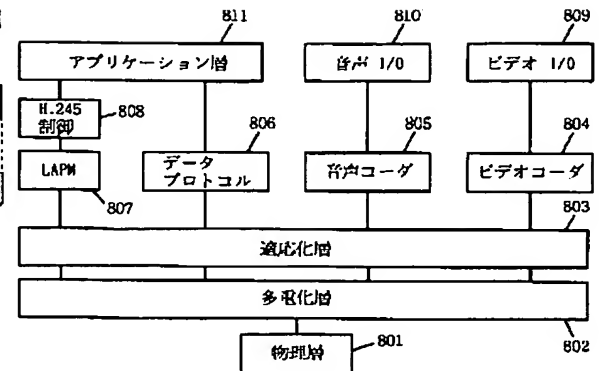 811
810
809
アプリケーション層
音声 I/O
ビデオ I/O
H.245
制御
808
806
805
804
LAPM
データ
プロトコル
音声コーダ
ビデオコーダ
807
803
適応化層
多重化層
802
物理層
801